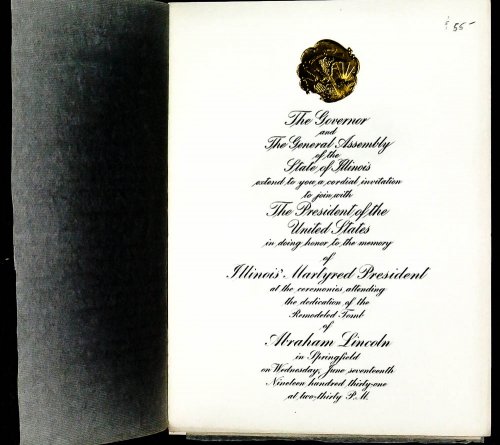 55-
The Governor
and
The General Assembly
of the
State of Illinois
extend to you a cordial invitation
to join with
The President of the
United States
in doing honor to the memory
of
Illinois' Martyred President
at the ceremonies attending
the dedication of the
Remodeled Tomb
of
Abraham Lincoln
in Springfield
on Wednesday, June seventeenth
Nineteen hundred thirty-one
at two-thirty P.M.